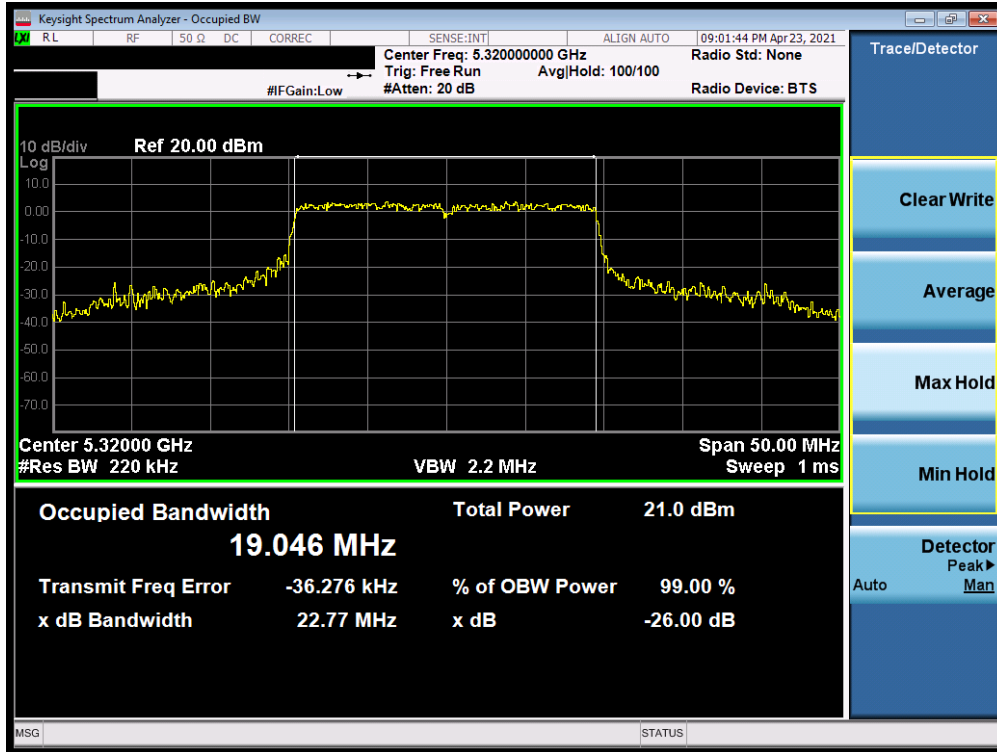 Keysight Spectrum Analyzer - Occupied BW
LXI RL RF 50 Ω DC CORREC SENSE:INT ALIGN AUTO 09:01:44 PM Apr 23, 2021
Center Freq: 5.320000000 GHz Radio Std: None
Trig: Free Run Avg|Hold: 100/100
#IFGain:Low #Atten: 20 dB Radio Device: BTS
10 dB/div Ref 20.00 dBm
Log
10.0
0.00
-10.0
-20.0
-30.0
-40.0
-50.0
-60.0
-70.0
Center 5.32000 GHz Span 50.00 MHz
#Res BW 220 kHz VBW 2.2 MHz Sweep 1 ms
Occupied Bandwidth Total Power 21.0 dBm
19.046 MHz
Transmit Freq Error -36.276 kHz % of OBW Power 99.00 %
x dB Bandwidth 22.77 MHz x dB -26.00 dB
Trace/Detector
Clear Write
Average
Max Hold
Min Hold
Detector
Peak▶
Auto Man
MSG STATUS